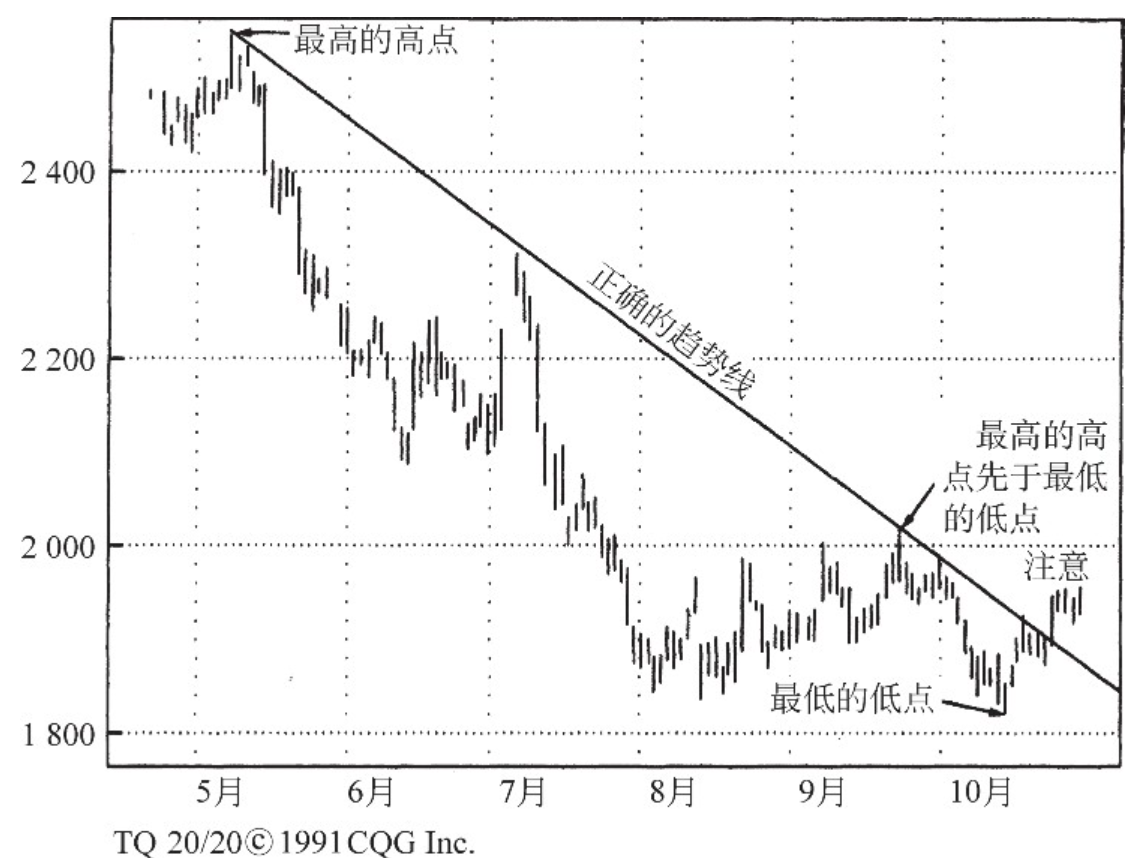 最高的高点
2 400
正确的趋势线
2 200
最高的高
点先于最低
的低点
2 000
注意
最低的低点
1 800
5月 6月 7月 8月 9月 10月
TQ 20/20©1991CQG Inc.